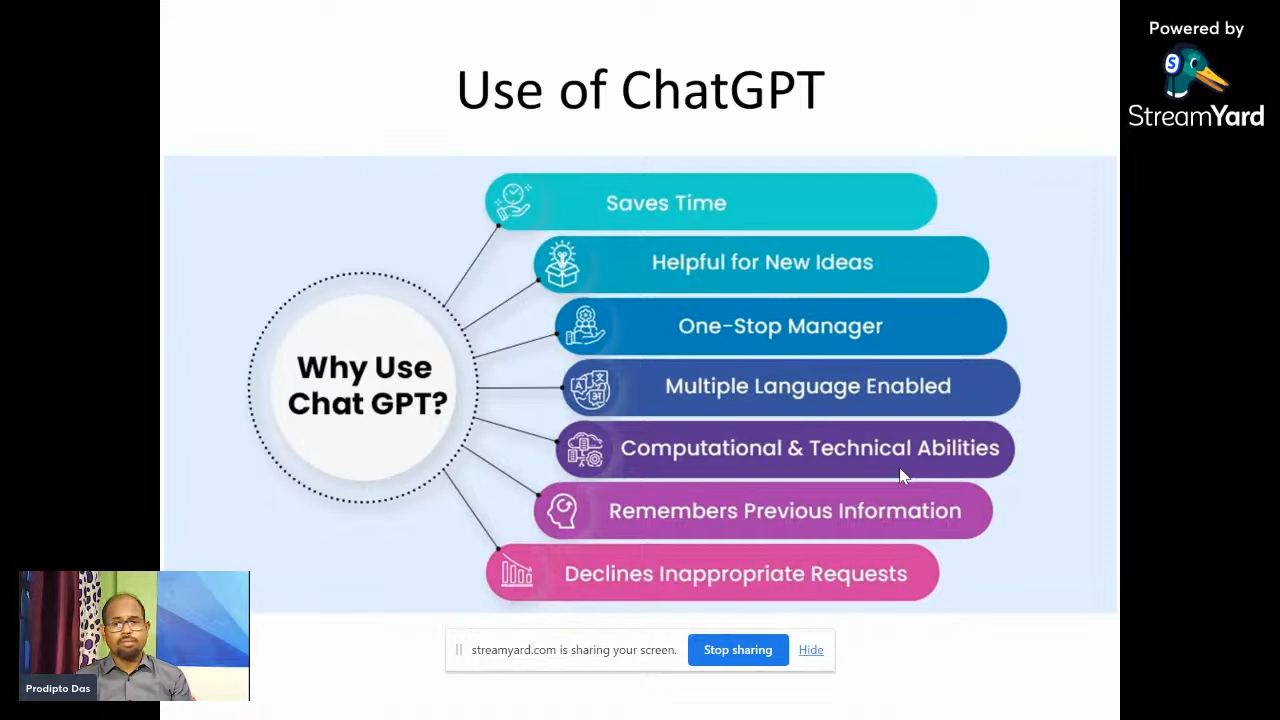 Powered by
StreamYard
Use of ChatGPT
Saves Time
Helpful for New Ideas
One-Stop Manager
Why Use
Chat GPT?
Multiple Language Enabled
Computational & Technical Abilities
Remembers Previous Information
Declines Inappropriate Requests
streamyard.com is sharing your screen.
Stop sharing
Hide
Prodipto Das